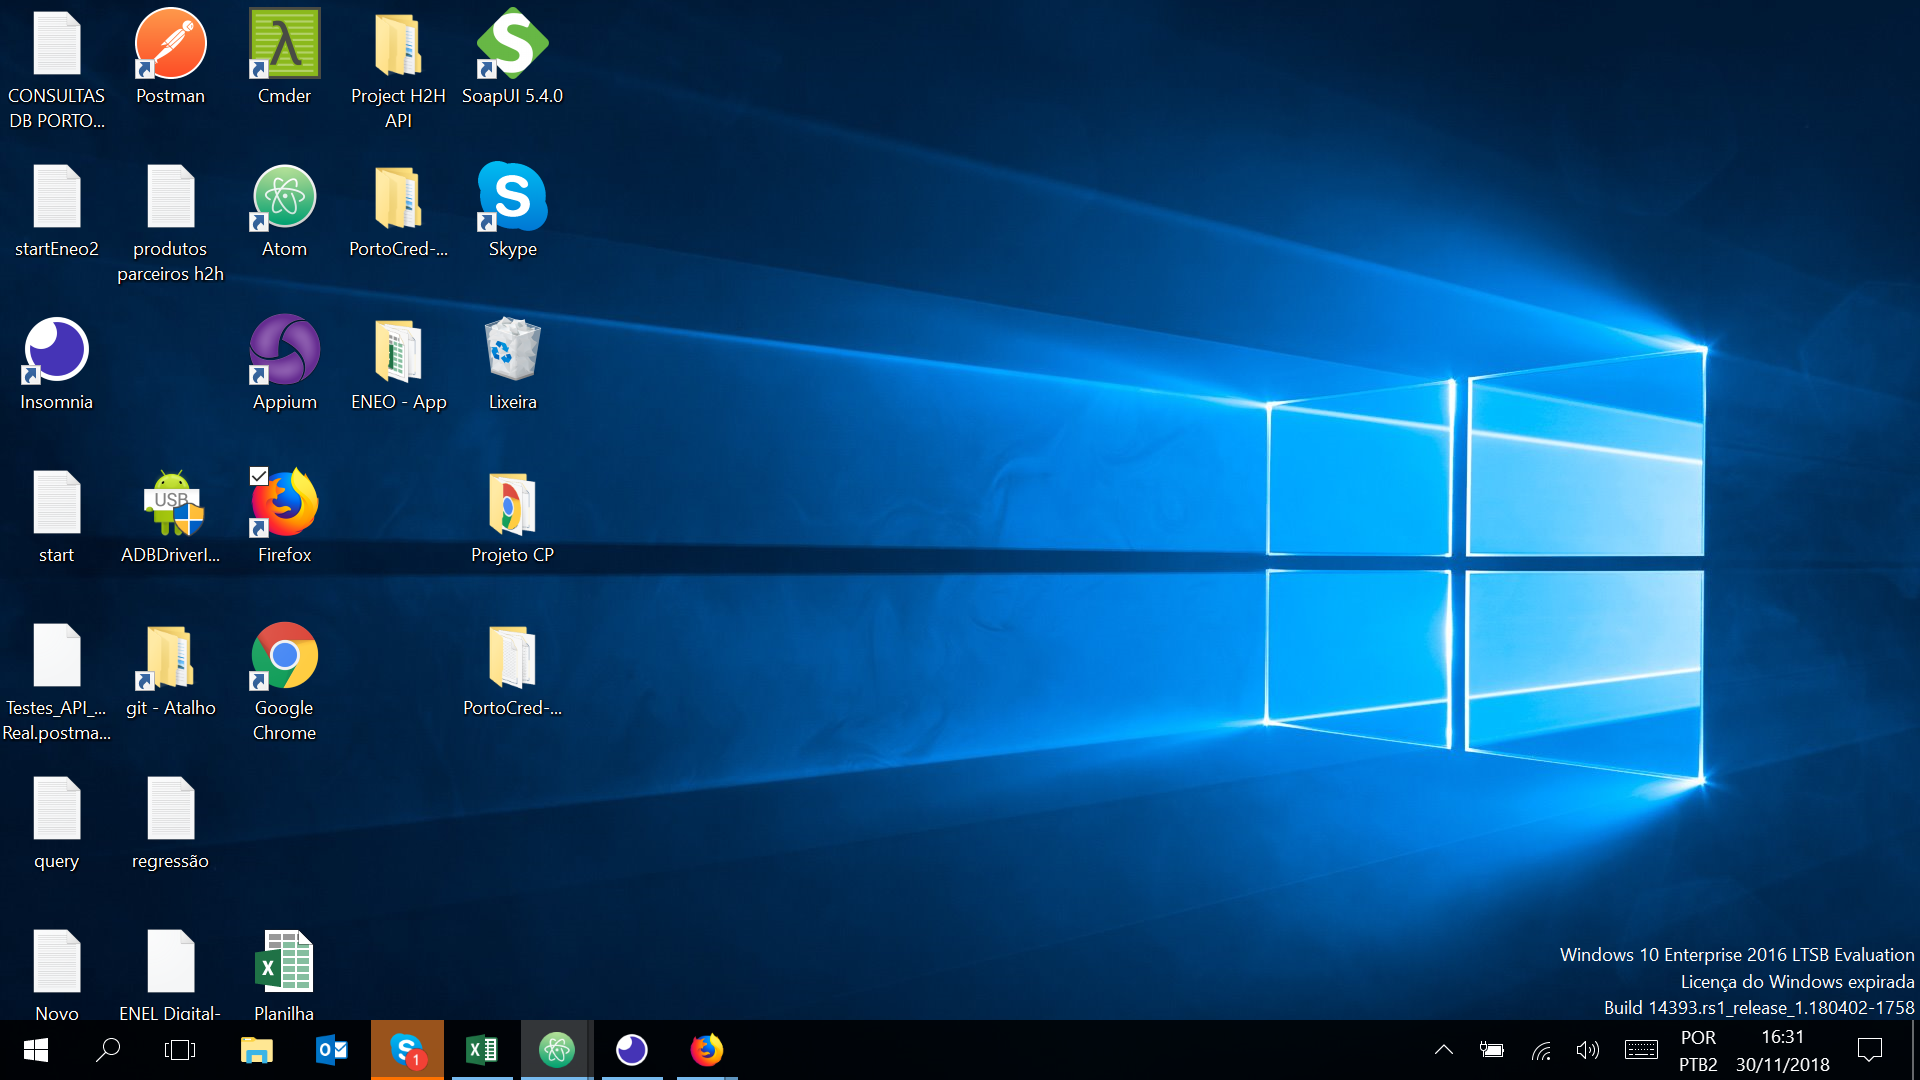 CONSULTAS
DB PORTO...
Postman
Cmder
Project H2H
API
SoapUI 5.4.0
startEneo2
produtos
parceiros h2h
Atom
PortoCred-...
Skype
Insomnia
Appium
ENEO - App
Lixeira
start
USB
ADBDriverI...
Firefox
Projeto CP
Testes_API_...
Real.postma...
git - Atalho
Google
Chrome
PortoCred-...
query
regressão
Novo
ENEL Digital-
Planilha
Windows 10 Enterprise 2016 LTSB Evaluation
Licença do Windows expirada
Build 14393.rs1_release_1.180402-1758
1
POR
PTB2
16:31
30/11/2018